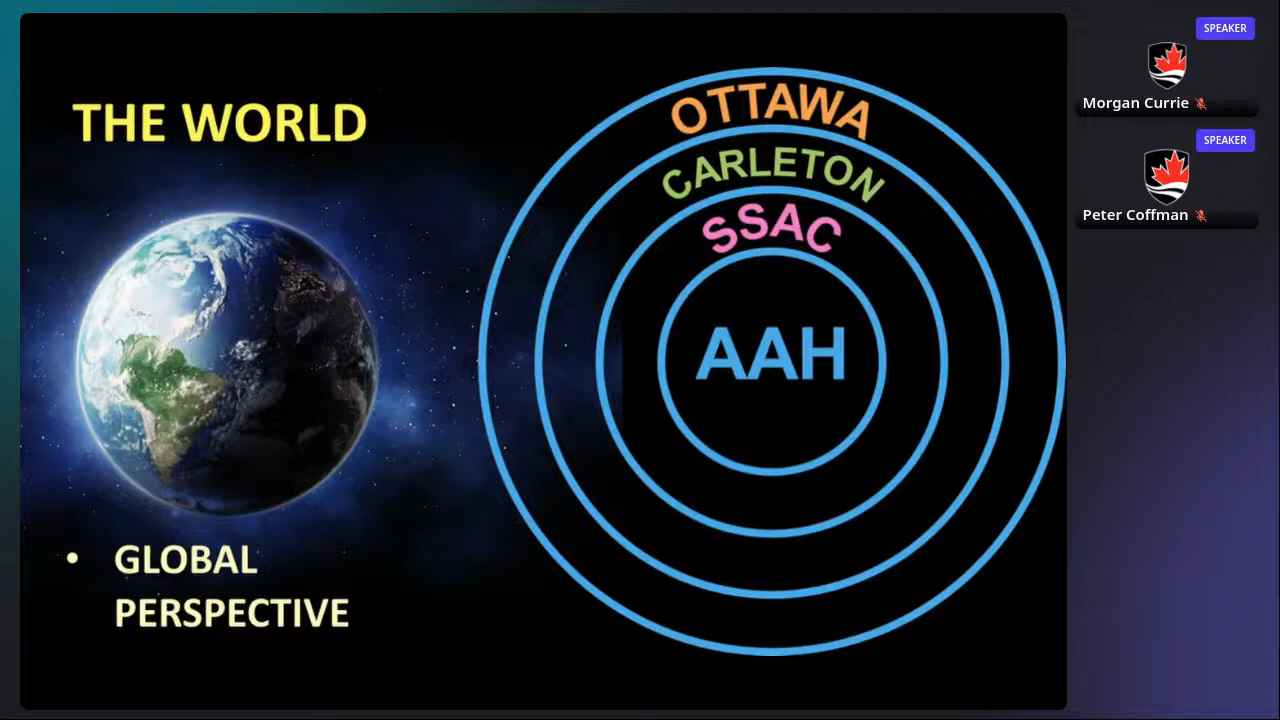 THE WORLD
OTTAWA
CARLETON
SSAC
AAH
• GLOBAL
PERSPECTIVE
SPEAKER
Morgan Currie
SPEAKER
Peter Coffman